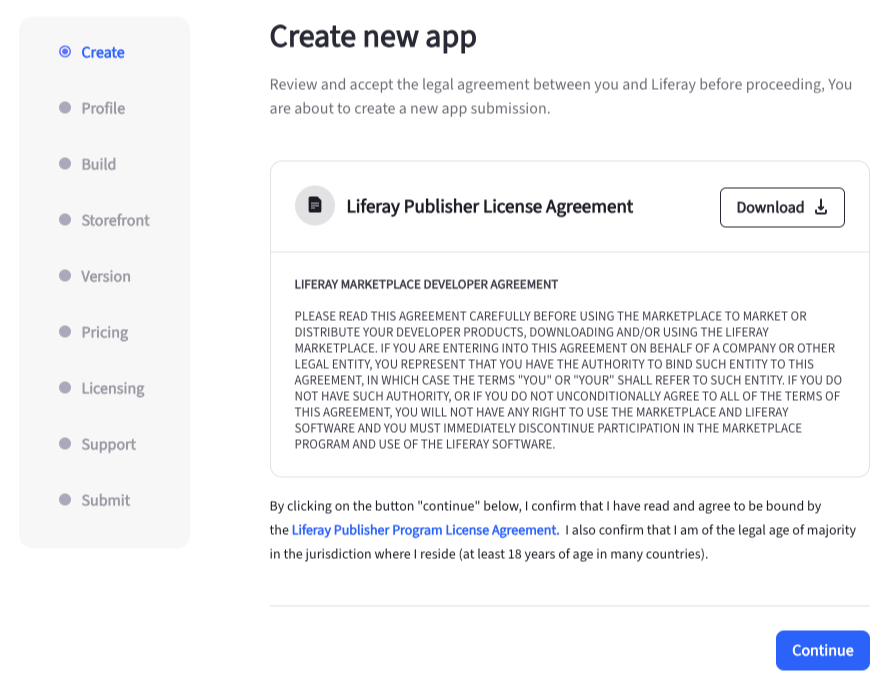 Create
Profile
Build
Storefront
Version
Pricing
Licensing
Support
Submit
Create new app
Review and accept the legal agreement between you and Liferay before proceeding, You
are about to create a new app submission.
Liferay Publisher License Agreement
Download
LIFERAY MARKETPLACE DEVELOPER AGREEMENT
PLEASE READ THIS AGREEMENT CAREFULLY BEFORE USING THE MARKETPLACE TO MARKET OR
DISTRIBUTE YOUR DEVELOPER PRODUCTS, DOWNLOADING AND/OR USING THE LIFERAY
MARKETPLACE. IF YOU ARE ENTERING INTO THIS AGREEMENT ON BEHALF OF A COMPANY OR OTHER
LEGAL ENTITY, YOU REPRESENT THAT YOU HAVE THE AUTHORITY TO BIND SUCH ENTITY TO THIS
AGREEMENT, IN WHICH CASE THE TERMS "YOU" OR "YOUR" SHALL REFER TO SUCH ENTITY. IF YOU DO
NOT HAVE SUCH AUTHORITY, OR IF YOU DO NOT UNCONDITIONALLY AGREE TO ALL OF THE TERMS OF
THIS AGREEMENT, YOU WILL NOT HAVE ANY RIGHT TO USE THE MARKETPLACE AND LIFERAY
SOFTWARE AND YOU MUST IMMEDIATELY DISCONTINUE PARTICIPATION IN THE MARKETPLACE
PROGRAM AND USE OF THE LIFERAY SOFTWARE.
By clicking on the button "continue" below, I confirm that I have read and agree to be bound by
the Liferay Publisher Program License Agreement. I also confirm that I am of the legal age of majority
in the jurisdiction where I reside (at least 18 years of age in many countries).
Continue